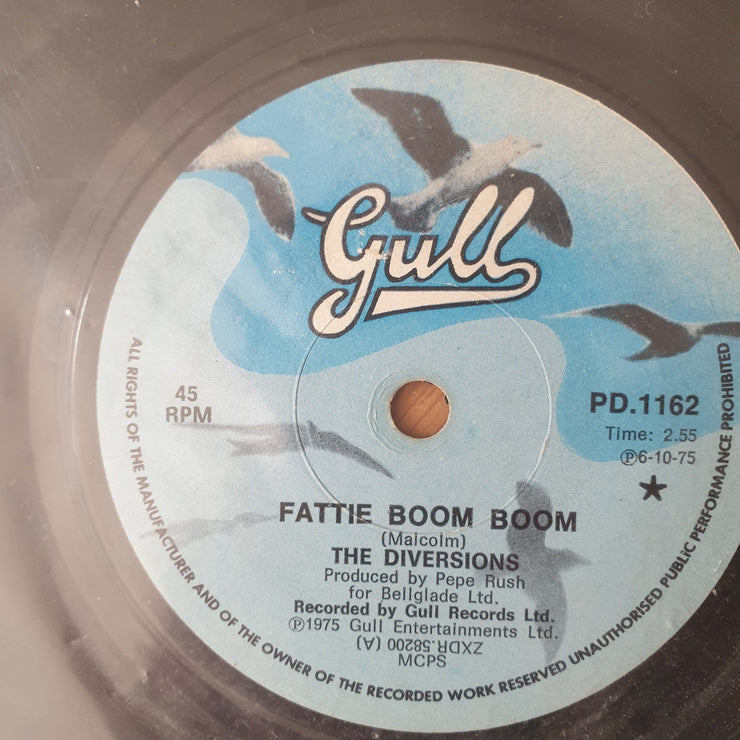 Gull
45
RPM
PD.1162
Time: 2.55
Ⓟ6-10-75
★
FATTIE BOOM BOOM
(Malcolm)
THE DIVERSIONS
Produced by Pepe Rush
for Bellglade Ltd.
Recorded by Gull Records Ltd.
Ⓟ1975 Gull Entertainments Ltd.
ZXDR.58200 (A)
MCPS
ALL RIGHTS OF THE MANUFACTURER AND OF THE OWNER OF THE RECORDED WORK RESERVED UNAUTHORISED PUBLIC PERFORMANCE PROHIBITED